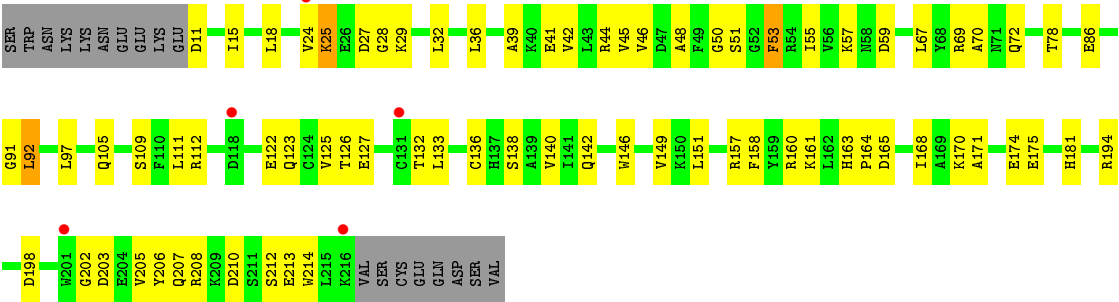 SER TRP ASN LYS LYS ASN GLU GLU LYS GLU D11 I15 L18 V24 K25 E26 D27 G28 K29 L32 L36 A39 K40 E41 V42 L43 R44 V45 V46 D47 A48 F49 G50 S51 G52 F53 R54 I55 V56 K57 N58 D59 L67 Y68 R69 A70 N71 Q72 T78 E86
G91 L92 L97 Q105 S109 F110 L111 R112 D118 E122 Q123 C124 V125 T126 E127 C131 T132 L133 C136 H137 S138 A139 V140 I141 Q142 W146 V149 K150 L151 R157 F158 Y159 R160 K161 L162 H163 P164 D165 I168 A169 K170 A171 E174 E175 H181 R194
D198 W201 G202 D203 E204 V205 Y206 Q207 R208 K209 D210 S211 S212 E213 W214 L215 K216 VAL SER CYS GLU GLN ASP SER VAL